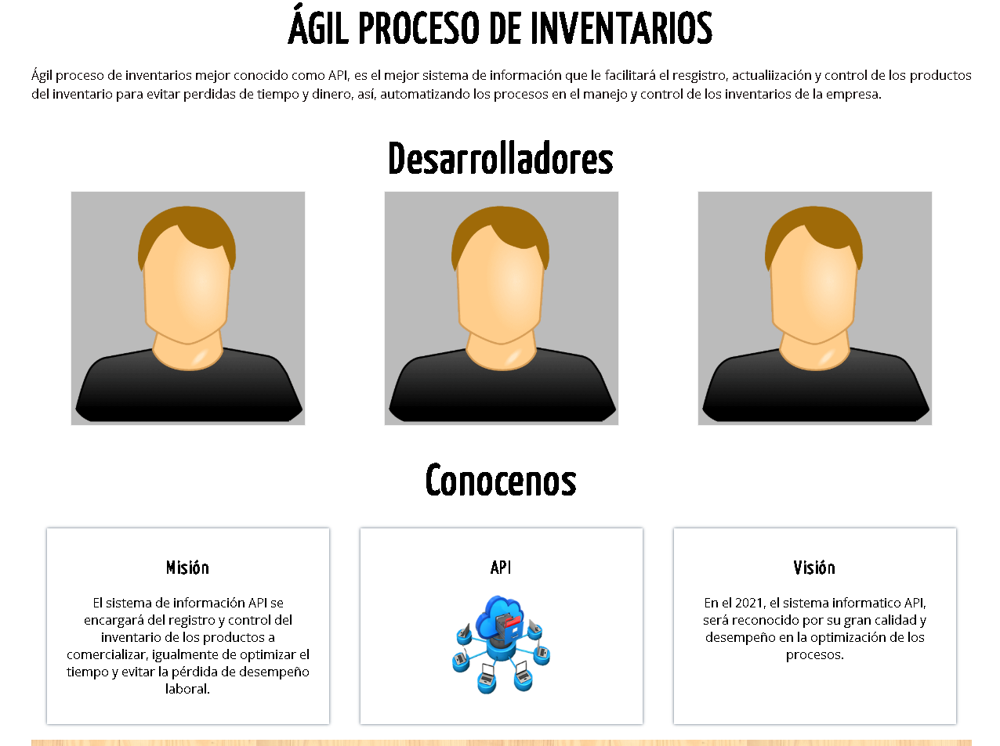 ÁGIL PROCESO DE INVENTARIOS
Ágil proceso de inventarios mejor conocido como API, es el mejor sistema de información que le facilitará el resgistro, actualiización y control de los productos
del inventario para evitar perdidas de tiempo y dinero, así, automatizando los procesos en el manejo y control de los inventarios de la empresa.
Desarrolladores
Conocenos
Misión
El sistema de información API se
encargará del registro y control del
inventario de los productos a
comercializar, igualmente de optimizar el
tiempo y evitar la pérdida de desempeño
laboral.
API
Visión
En el 2021, el sistema informatico API,
será reconocido por su gran calidad y
desempeño en la optimización de los
procesos.